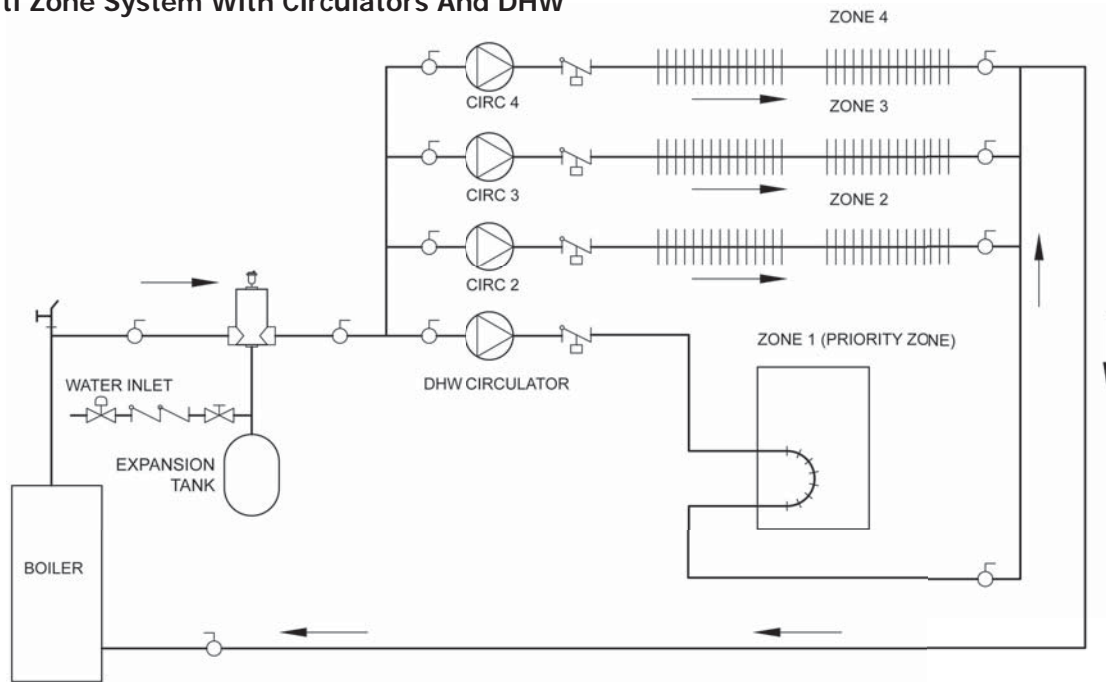 ti Zone System With Circulators And DHW
ZONE 4
CIRC 4
ZONE 3
CIRC 3
ZONE 2
CIRC 2
ZONE 1 (PRIORITY ZONE)
DHW CIRCULATOR
WATER INLET
EXPANSION
TANK
BOILER